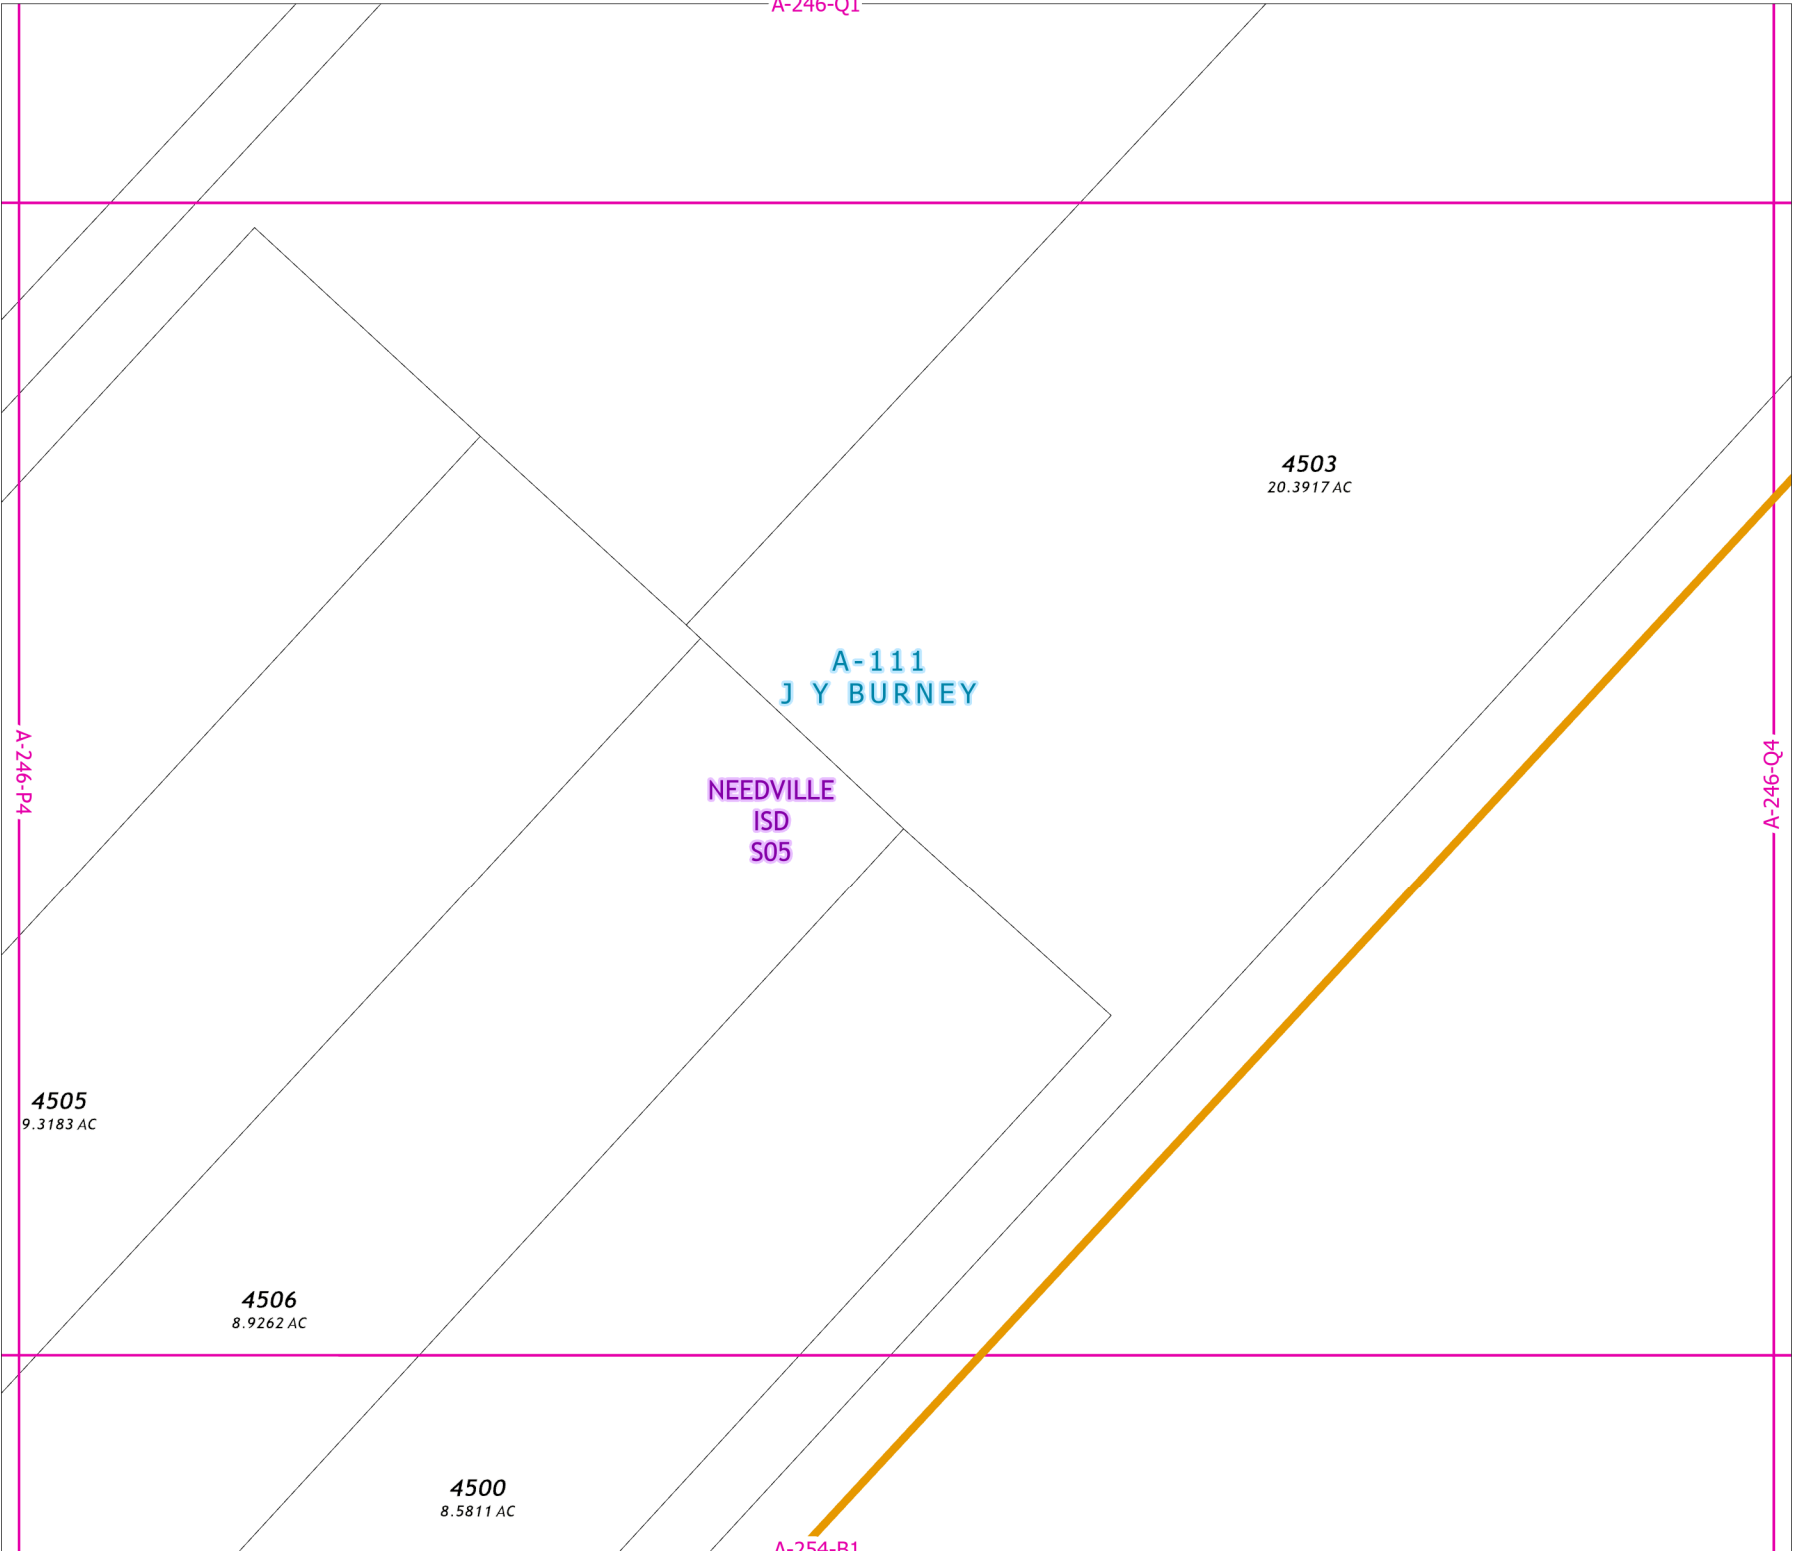 A-246-Q1
4503
20.3917 AC
A-111
J Y BURNEY
A-246-P4
A-246-Q4
NEEDVILLE
ISD
S05
4505
9.3183 AC
4506
8.9262 AC
4500
8.5811 AC
A-254-B1